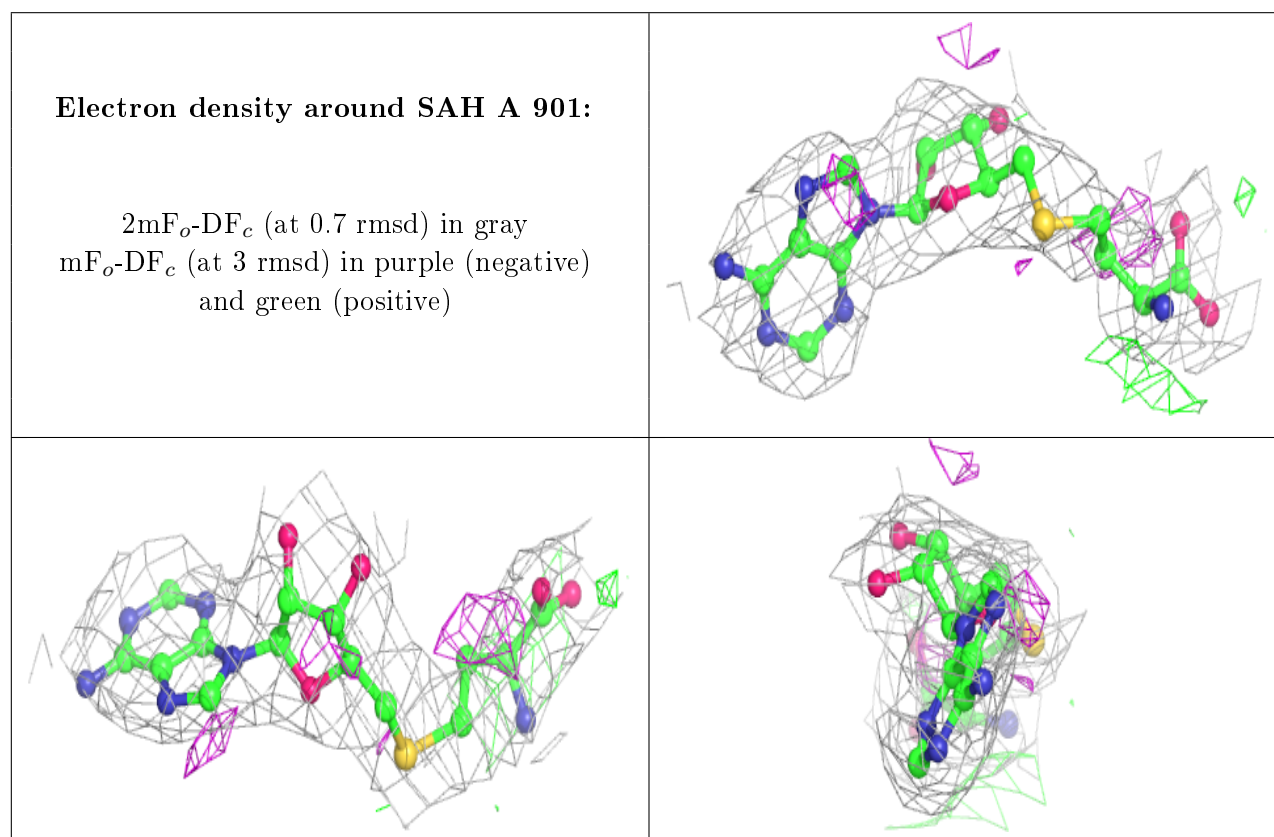 Electron density around SAH A 901:
2mFo-DFc (at 0.7 rmsd) in gray
mFo-DFc (at 3 rmsd) in purple (negative)
and green (positive)